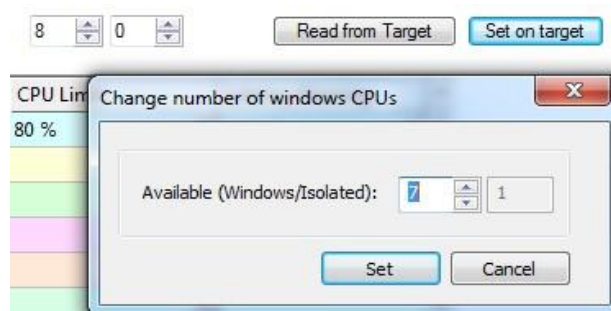 8 0 Read from Target Set on target
CPU Lim
Change number of windows CPUs
80 %
Available (Windows/Isolated): 7 1
Set Cancel